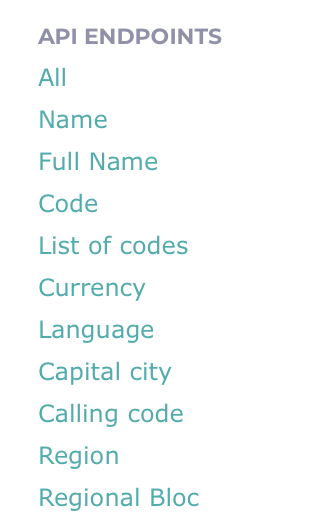 API ENDPOINTS
All
Name
Full Name
Code
List of codes
Currency
Language
Capital city
Calling code
Region
Regional Bloc